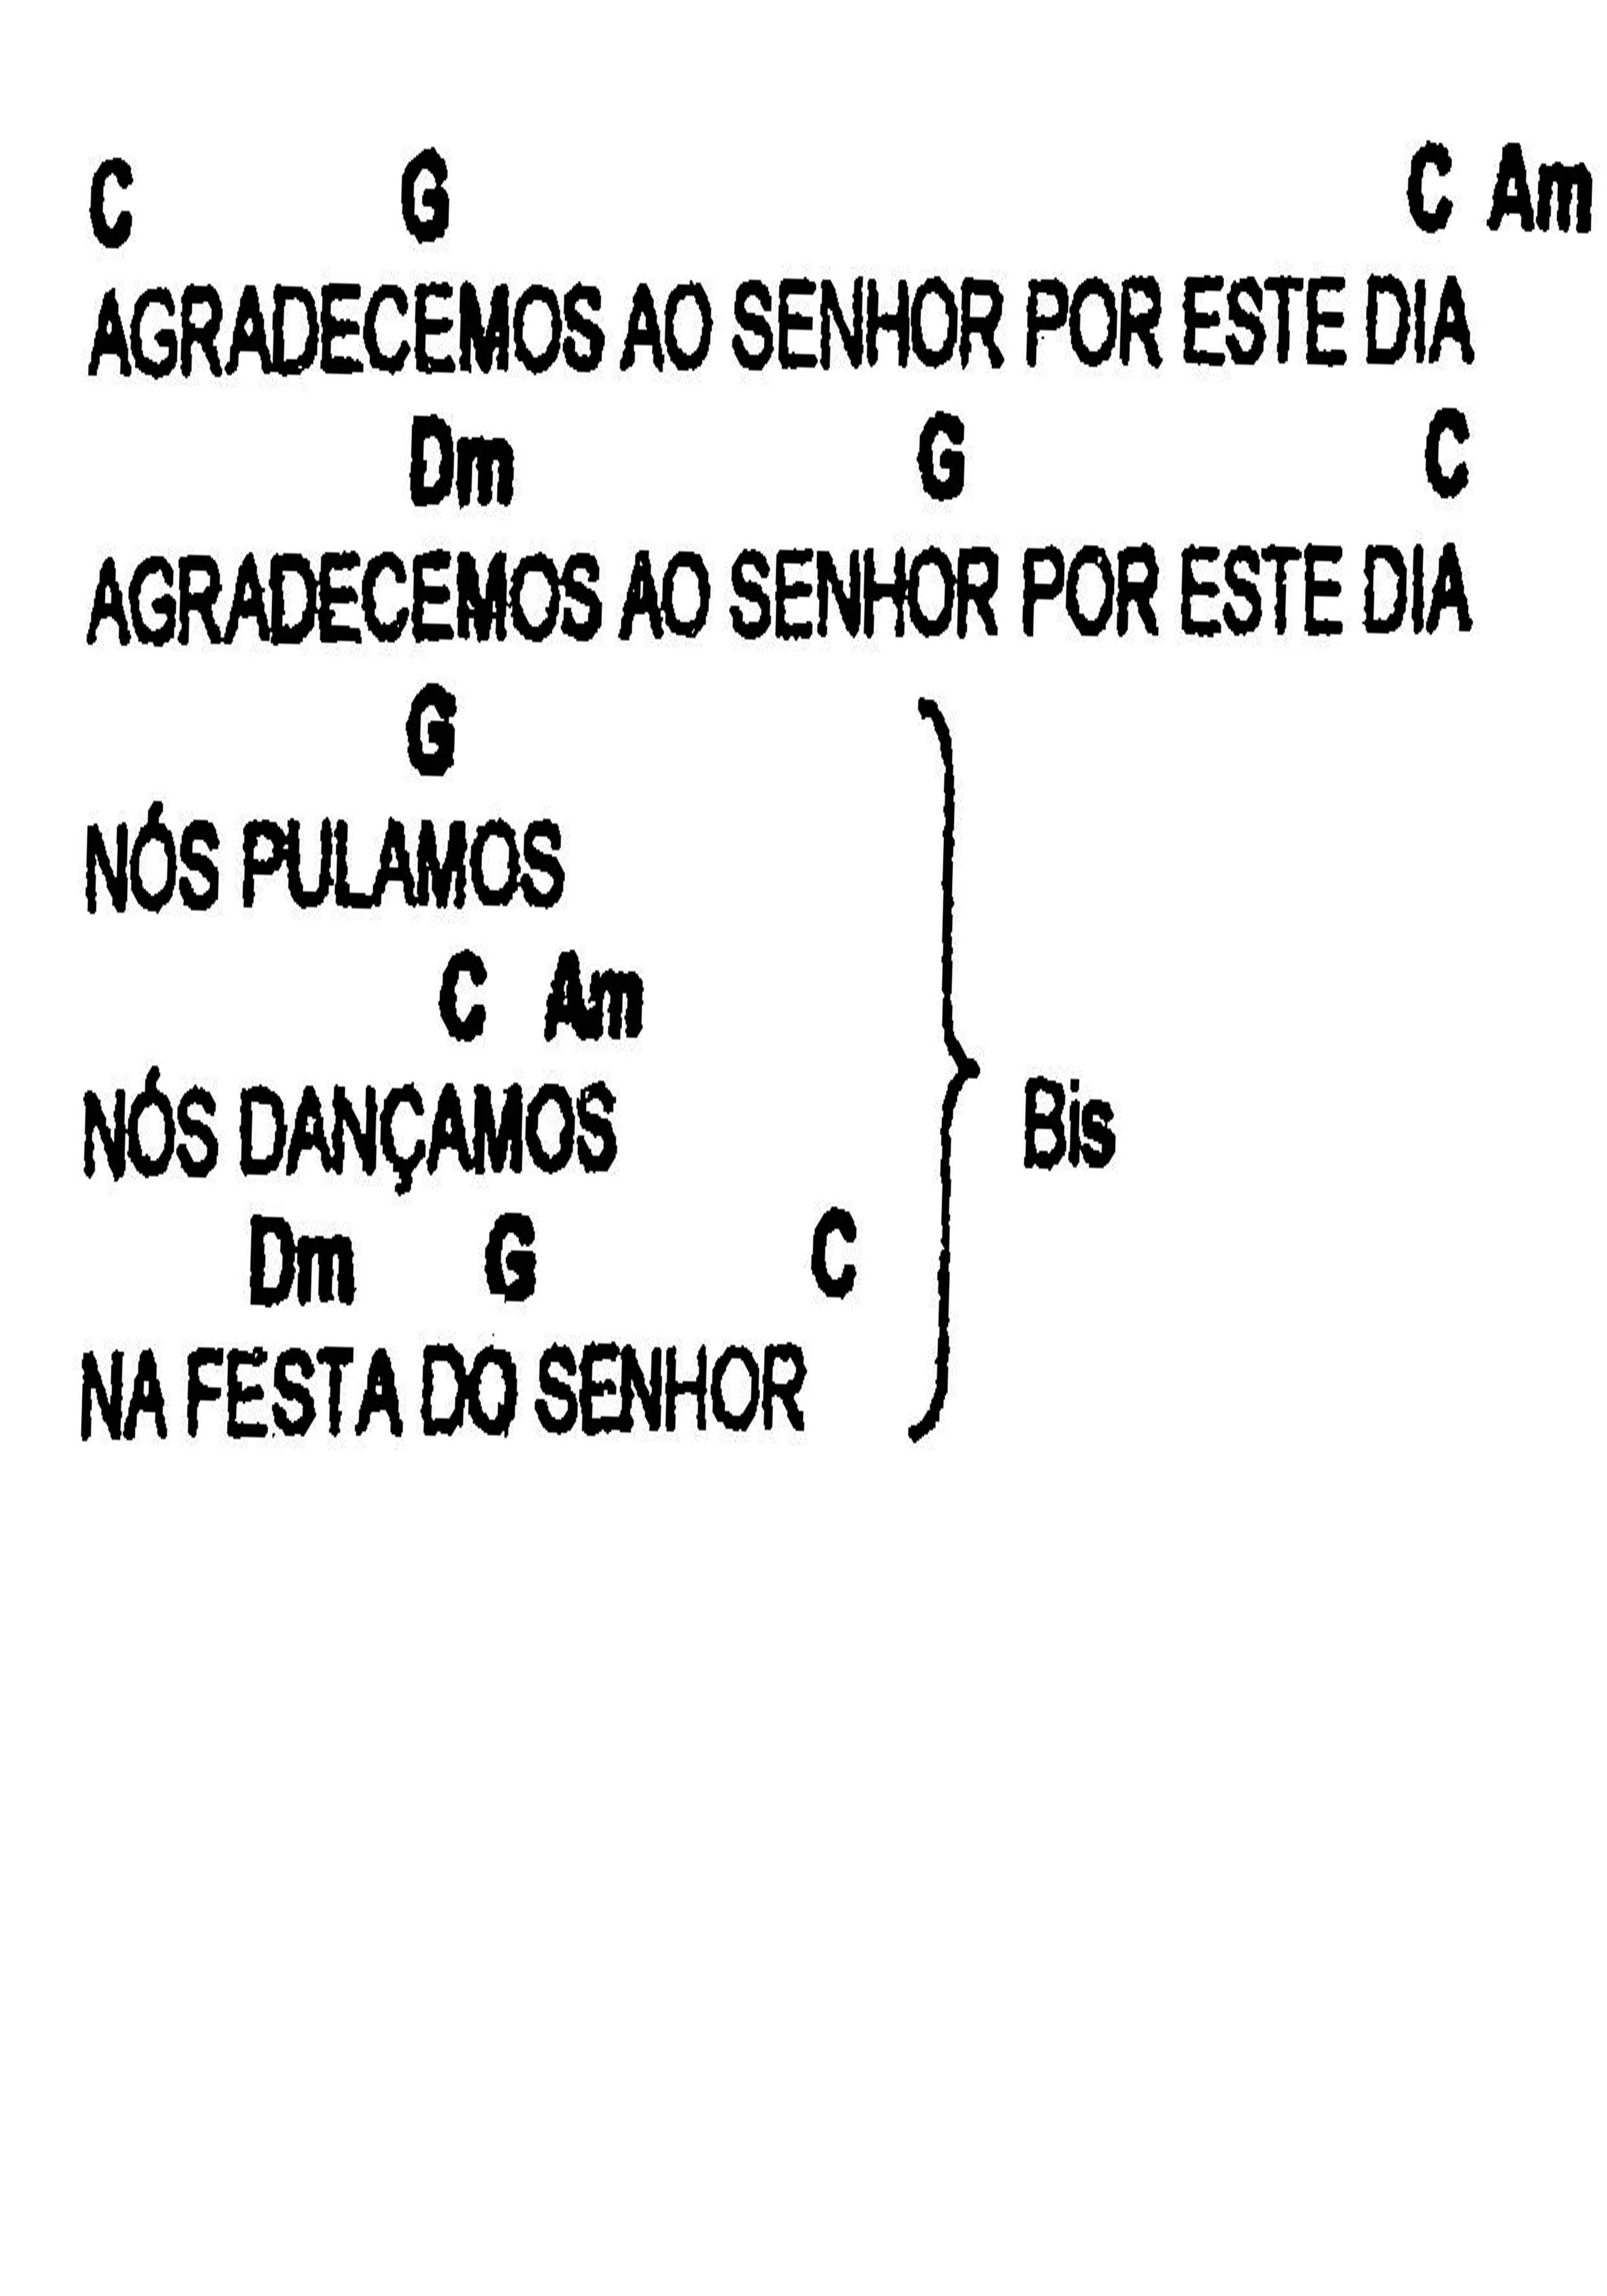 C G C Am
AGRADECEMOS AO SENHOR POR ESTE DIA
Dm G C
AGRADECEMOS AO SENHOR POR ESTE DIA
G
NÓS PULAMOS
C Am
NÓS DANÇAMOS
Bis
Dm G C
NA FESTA DO SENHOR